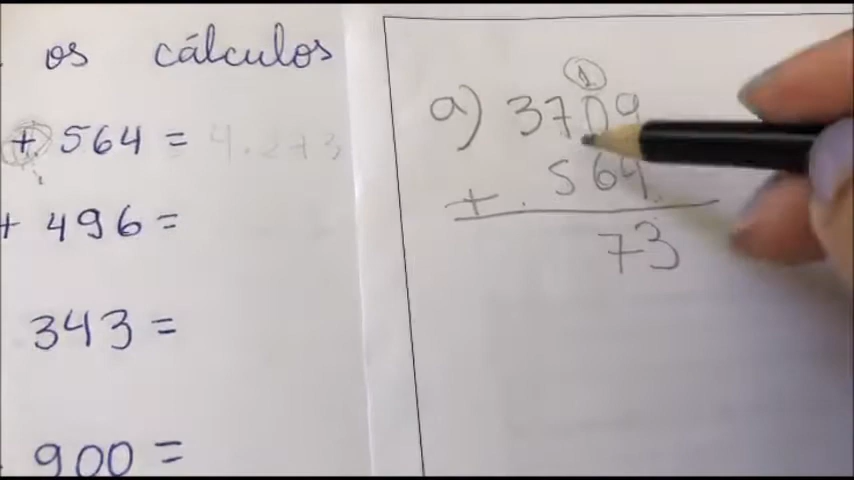 os cálculos
+ 564 = 4.273
+ 496 =
343 =
900 =
1
a) 3709
+ 564
73